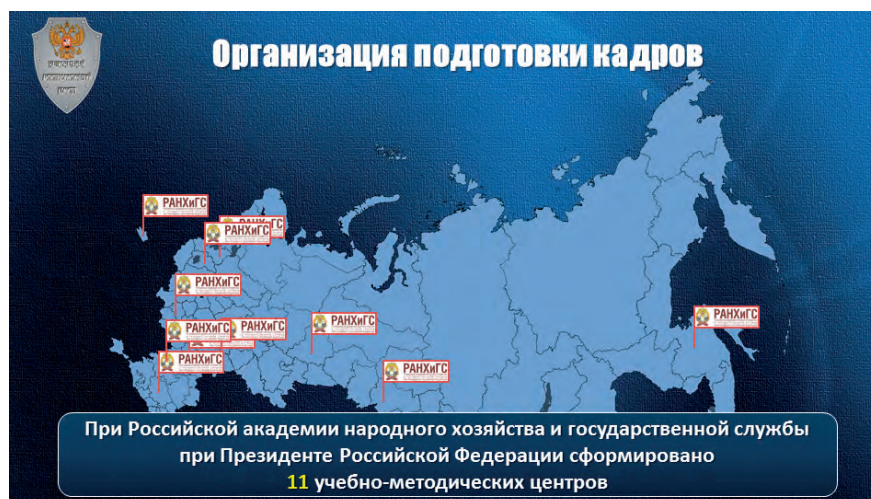 Организация подготовки кадров
РАНХиГС
РАНХиГС
РАНХиГС
РАНХиГС
РАНХиГС
РАНХиГС
РАНХиГС
РАНХиГС
РАНХиГС
РАНХиГС
При Российской академии народного хозяйства и государственной службы
при Президенте Российской Федерации сформировано
11 учебно-методических центров